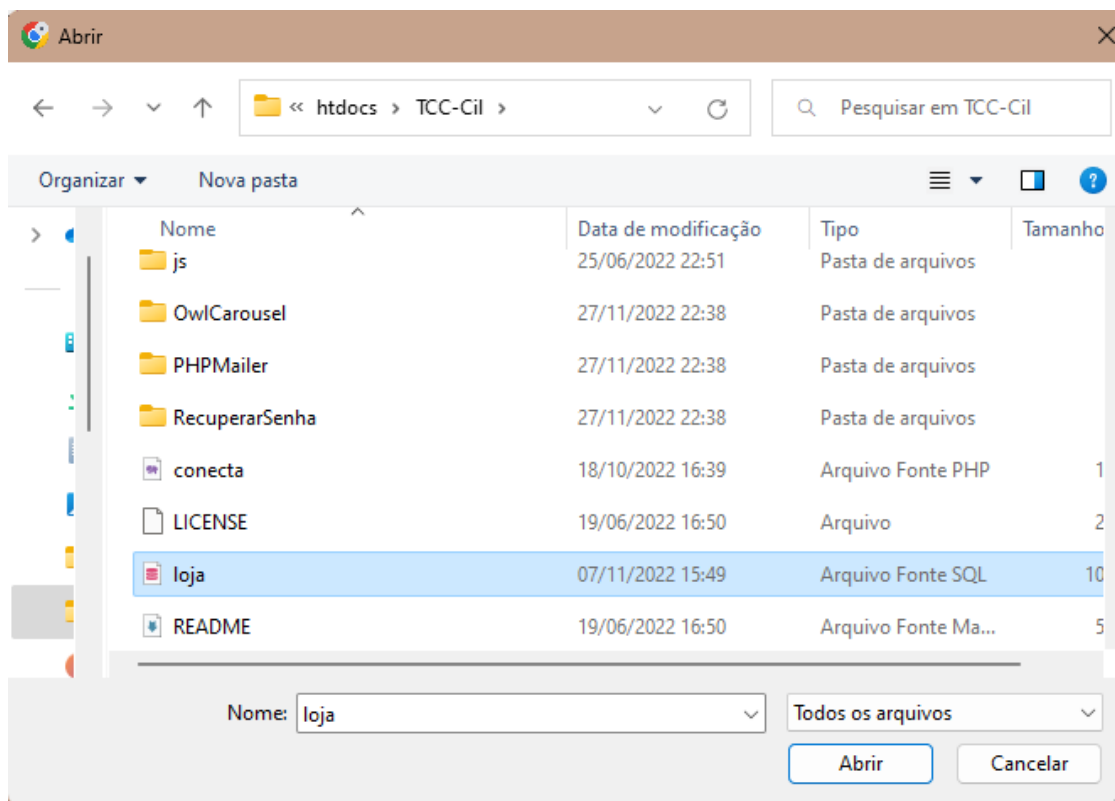 Abrir
« htdocs > TCC-Cil >
Pesquisar em TCC-Cil
Organizar
Nova pasta
?
Nome Data de modificação Tipo Tamanho
js 25/06/2022 22:51 Pasta de arquivos
OwlCarousel 27/11/2022 22:38 Pasta de arquivos
PHPMailer 27/11/2022 22:38 Pasta de arquivos
RecuperarSenha 27/11/2022 22:38 Pasta de arquivos
conecta 18/10/2022 16:39 Arquivo Fonte PHP 1
LICENSE 19/06/2022 16:50 Arquivo 2
loja 07/11/2022 15:49 Arquivo Fonte SQL 10
README 19/06/2022 16:50 Arquivo Fonte Ma... 5
Nome: loja
Todos os arquivos
Abrir
Cancelar